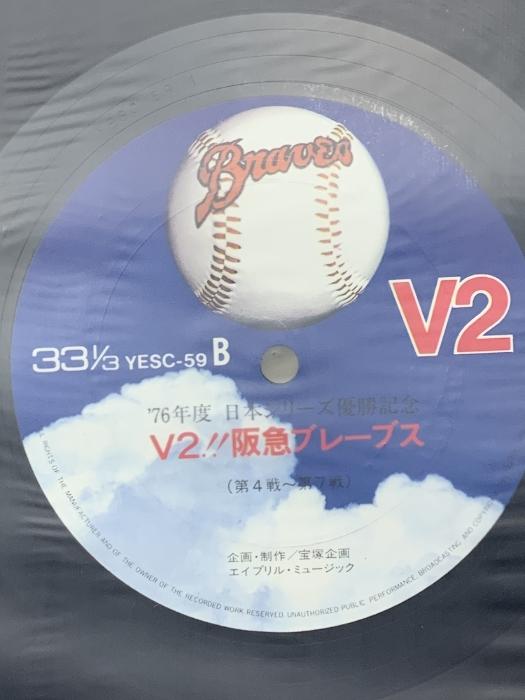 Braves
V2
33⅓ YESC-59 B
'76年度 日本シリーズ優勝記念
V2!!阪急ブレーブス
(第4戦～第7戦)
企画・制作/宝塚企画
エイプリル・ミュージック
ALL RIGHTS OF THE MANUFACTURER AND OF THE OWNER OF THE RECORDED WORK RESERVED. UNAUTHORIZED PUBLIC PERFORMANCE, BROADCASTING AND COPYING